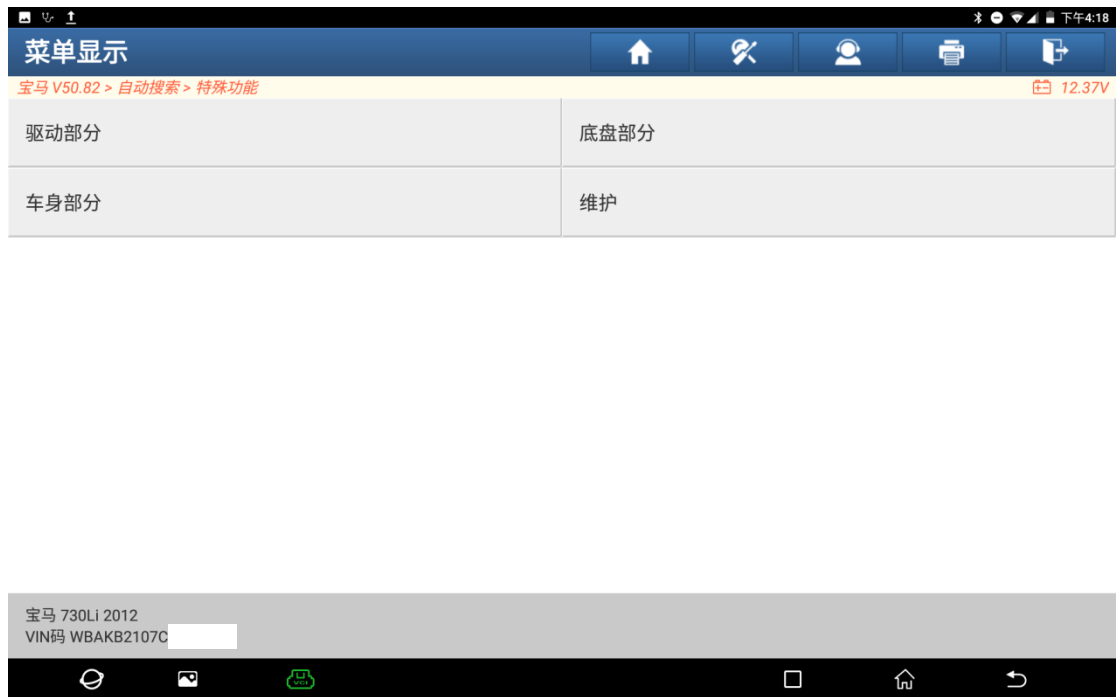 下午4:18
菜单显示
宝马 V50.82 > 自动搜索 > 特殊功能
12.37V
驱动部分
底盘部分
车身部分
维护
宝马 730Li 2012
VIN码 WBAKB2107C
VCI